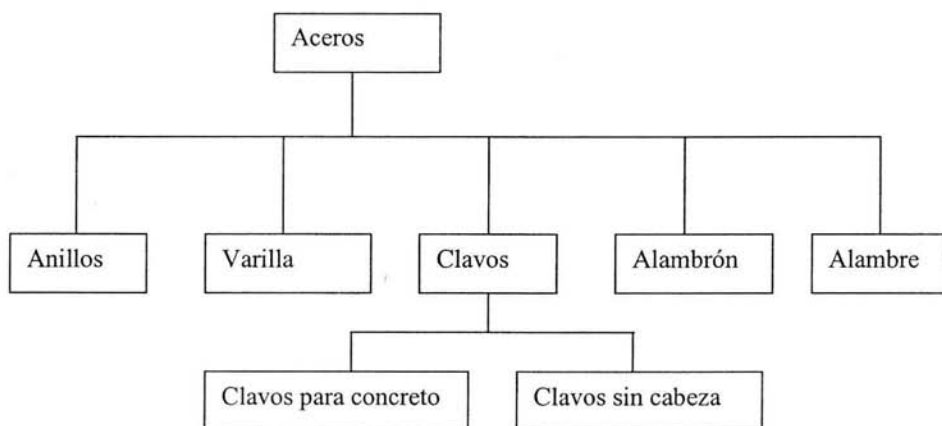 Aceros
Anillos
Varilla
Clavos
Alambrón
Alambre
Clavos para concreto
Clavos sin cabeza